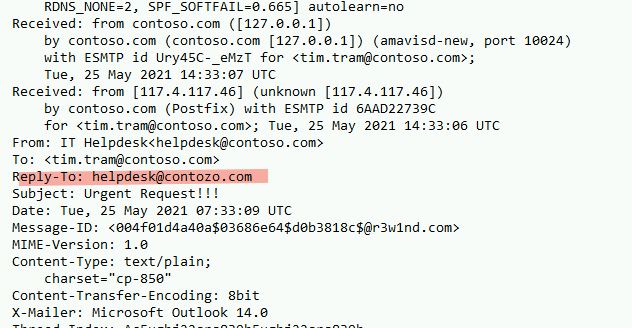 RDNS_NONE=2, SPF_SOFTFAIL=0.665] autolearn=no
Received: from contoso.com ([127.0.0.1])
by contoso.com (contoso.com [127.0.0.1]) (amavisd-new, port 10024)
with ESMTP id Ury45C-_eMzT for <tim.tram@contoso.com>;
Tue, 25 May 2021 14:33:07 UTC
Received: from [117.4.117.46] (unknown [117.4.117.46])
by contoso.com (Postfix) with ESMTP id 6AAD22739C
for <tim.tram@contoso.com>; Tue, 25 May 2021 14:33:06 UTC
From: IT Helpdesk<helpdesk@contoso.com>
To: <tim.tram@contoso.com>
Reply-To: helpdesk@contozo.com
Subject: Urgent Request!!!
Date: Tue, 25 May 2021 07:33:09 UTC
Message-ID: <004f01d4a40a$03686e64$d0b3818c$@r3w1nd.com>
MIME-Version: 1.0
Content-Type: text/plain;
charset="cp-850"
Content-Transfer-Encoding: 8bit
X-Mailer: Microsoft Outlook 14.0